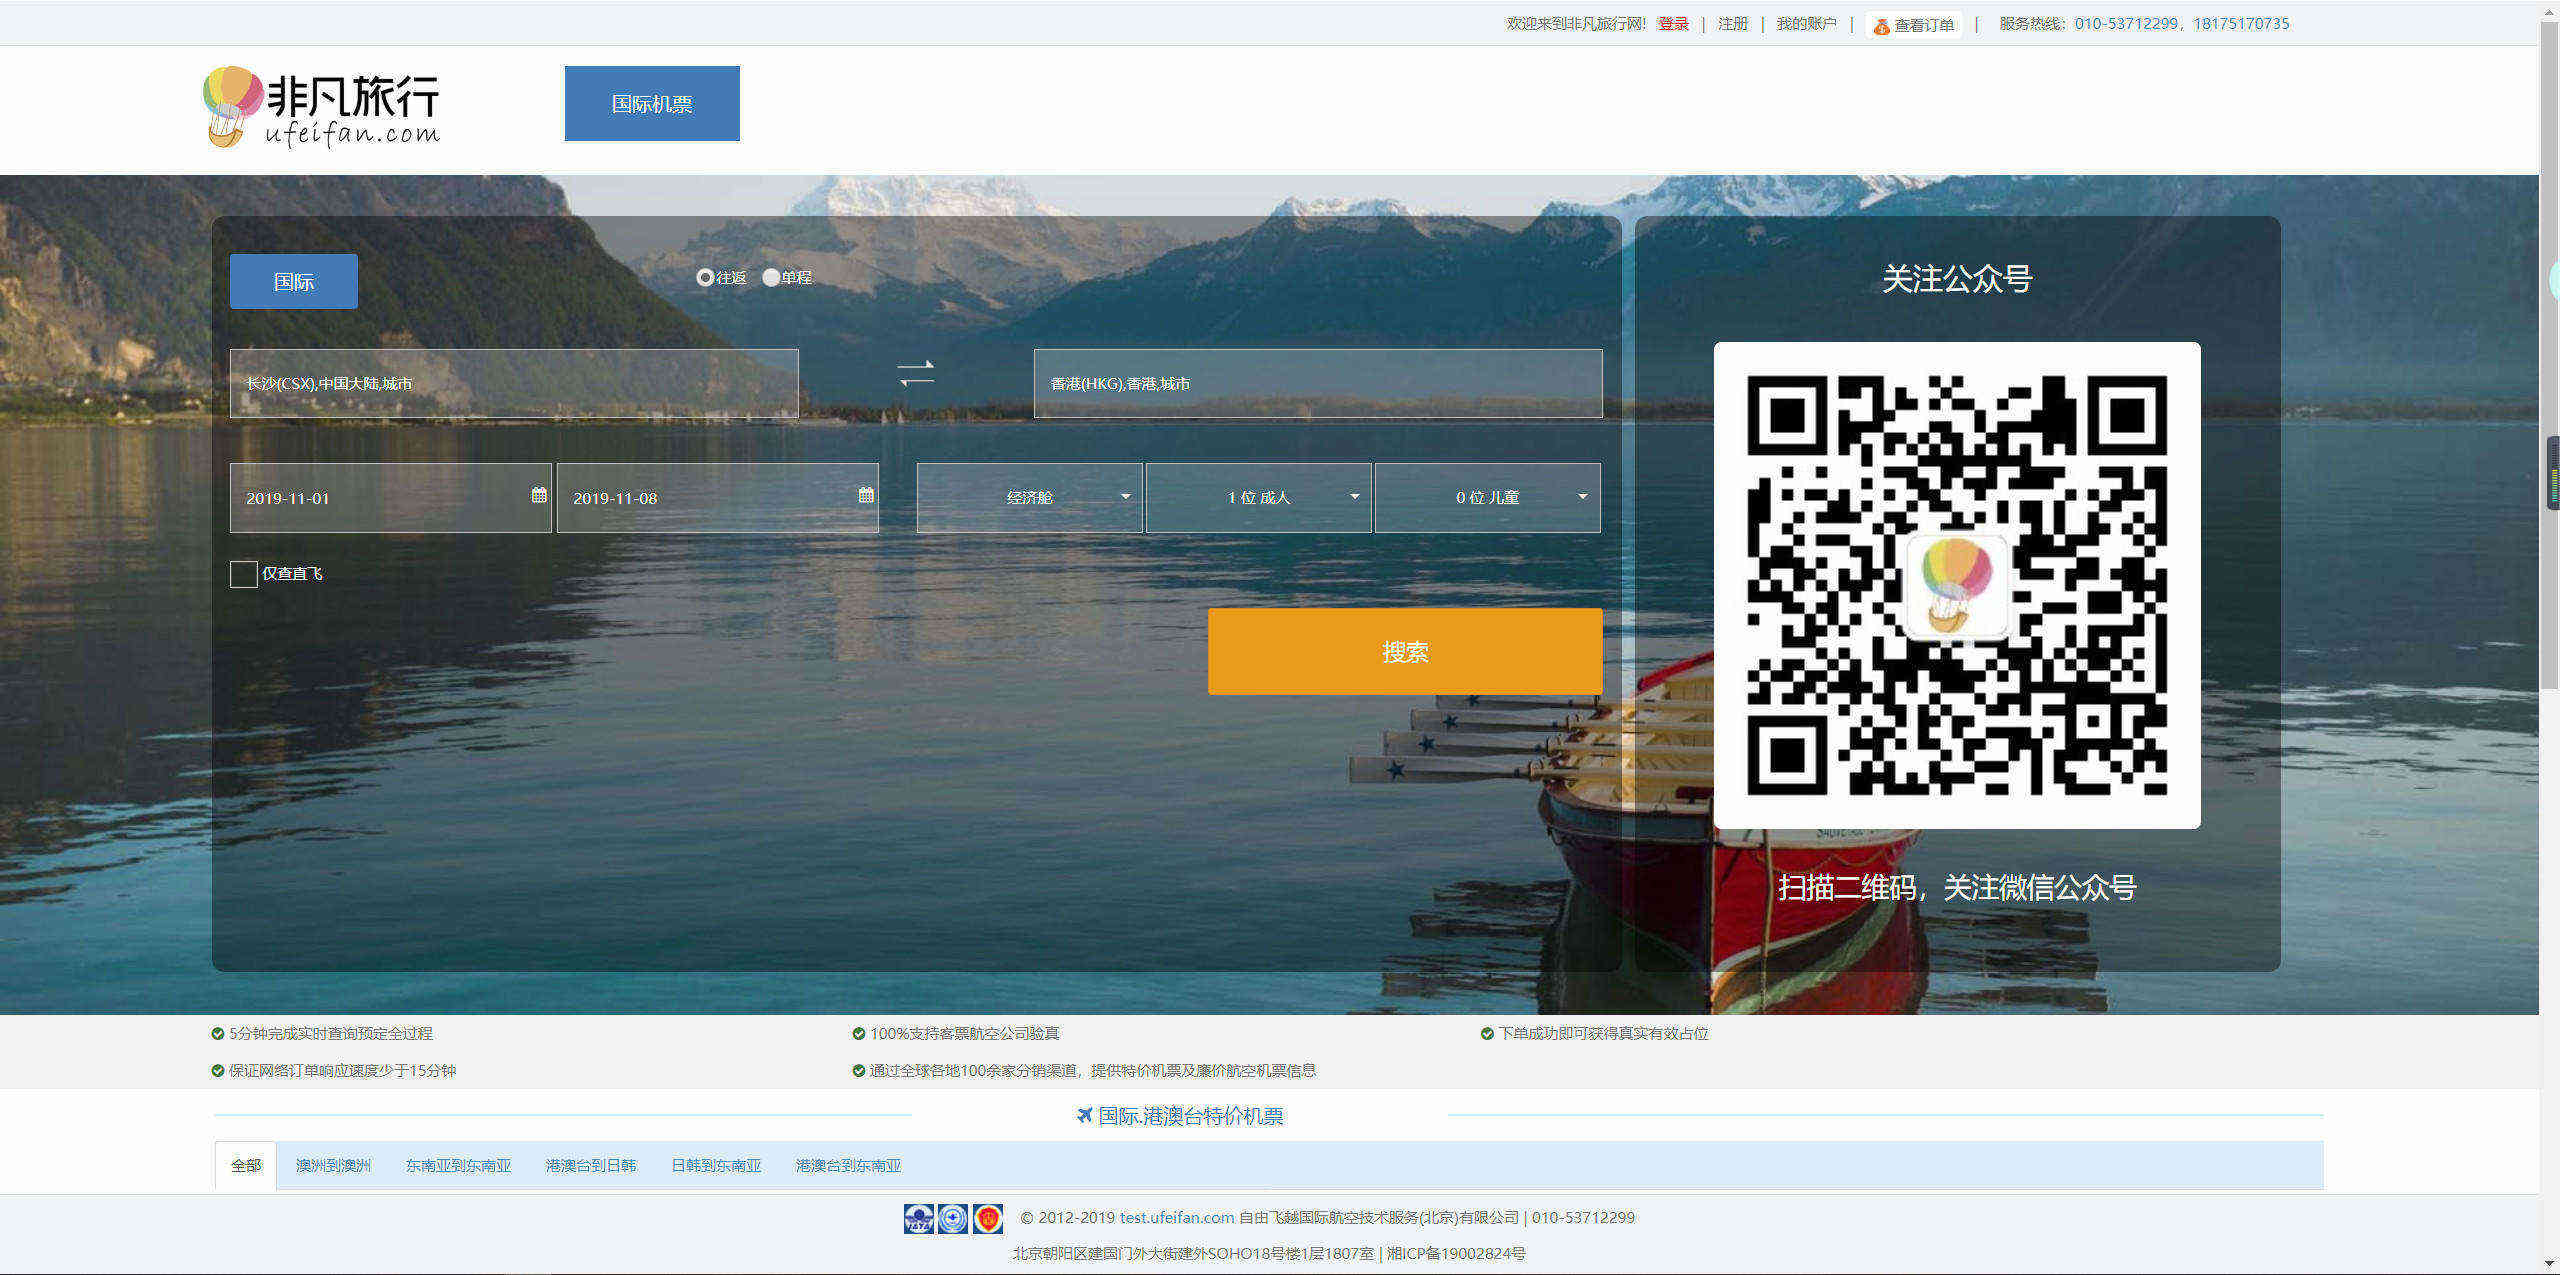 欢迎来到非凡旅行网! 登录 | 注册 | 我的账户 | 查看订单 | 服务热线：010-53712299，18175170735
非凡旅行
ufeifan.com
国际机票
国际
往返 单程
关注公众号
长沙(CSX),中国大陆,城市
香港(HKG),香港,城市
2019-11-01
2019-11-08
经济舱
1 位 成人
0 位 儿童
仅查直飞
搜索
扫描二维码，关注微信公众号
5分钟完成实时查询预定全过程
100%支持客票航空公司验真
下单成功即可获得真实有效占位
保证网络订单响应速度少于15分钟
通过全球各地100余家分销渠道，提供特价机票及廉价航空机票信息
国际.港澳台特价机票
全部 澳洲到澳洲 东南亚到东南亚 港澳台到日韩 日韩到东南亚 港澳台到东南亚
© 2012-2019 test.ufeifan.com 自由飞越国际航空技术服务(北京)有限公司 | 010-53712299
北京朝阳区建国门外大街建外SOHO18号楼1层1807室 | 湘ICP备19002824号